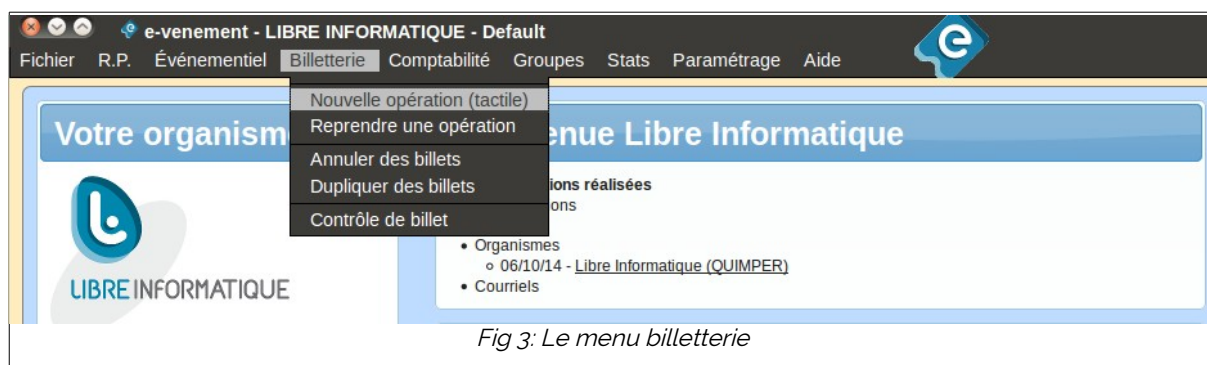 e-venement - LIBRE INFORMATIQUE - Default
Fichier R.P. Événementiel Billetterie Comptabilité Groupes Stats Paramétrage Aide
Nouvelle opération (tactile)
Reprendre une opération
Annuler des billets
Dupliquer des billets
Contrôle de billet
Votre organism
enue Libre Informatique
LIBRE INFORMATIQUE
ions réalisées
ons
• Organismes
06/10/14 - Libre Informatique (QUIMPER)
• Courriels
Fig 3: Le menu billetterie